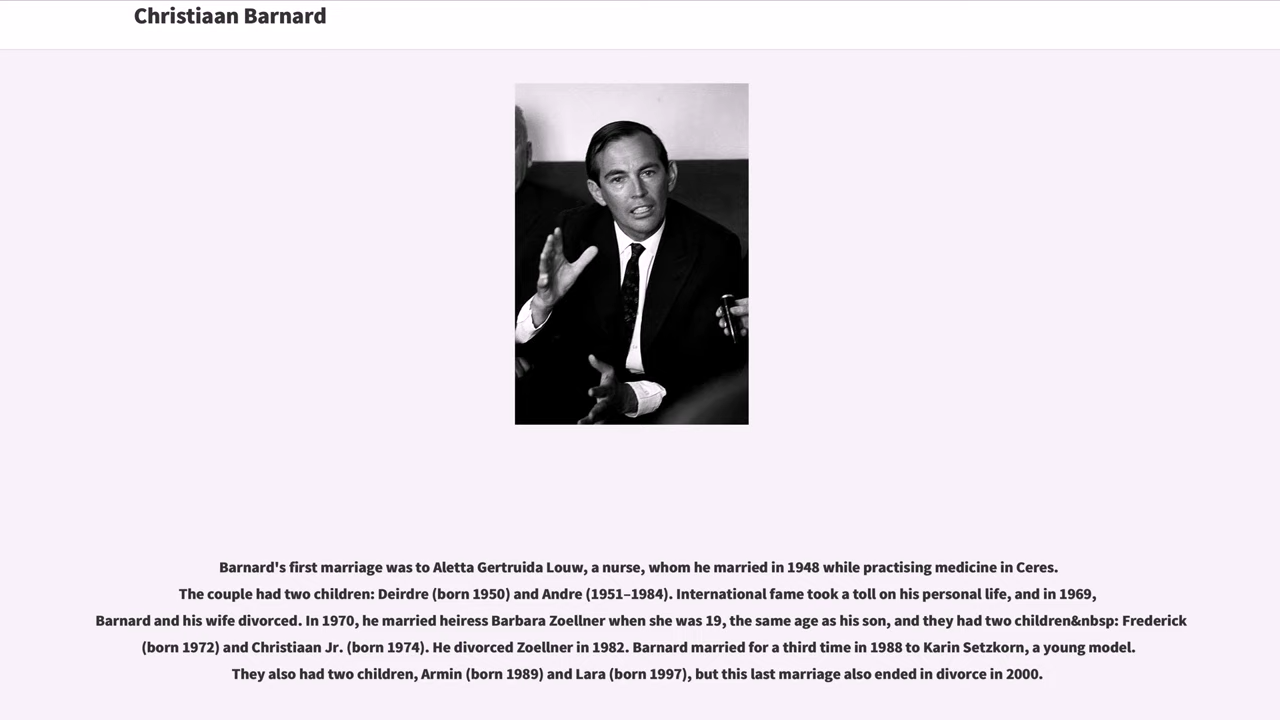 Christiaan Barnard
Barnard's first marriage was to Aletta Gertruida Louw, a nurse, whom he married in 1948 while practising medicine in Ceres.
The couple had two children: Deirdre (born 1950) and Andre (1951–1984). International fame took a toll on his personal life, and in 1969,
Barnard and his wife divorced. In 1970, he married heiress Barbara Zoellner when she was 19, the same age as his son, and they had two children&nbsp: Frederick
(born 1972) and Christiaan Jr. (born 1974). He divorced Zoellner in 1982. Barnard married for a third time in 1988 to Karin Setzkorn, a young model.
They also had two children, Armin (born 1989) and Lara (born 1997), but this last marriage also ended in divorce in 2000.